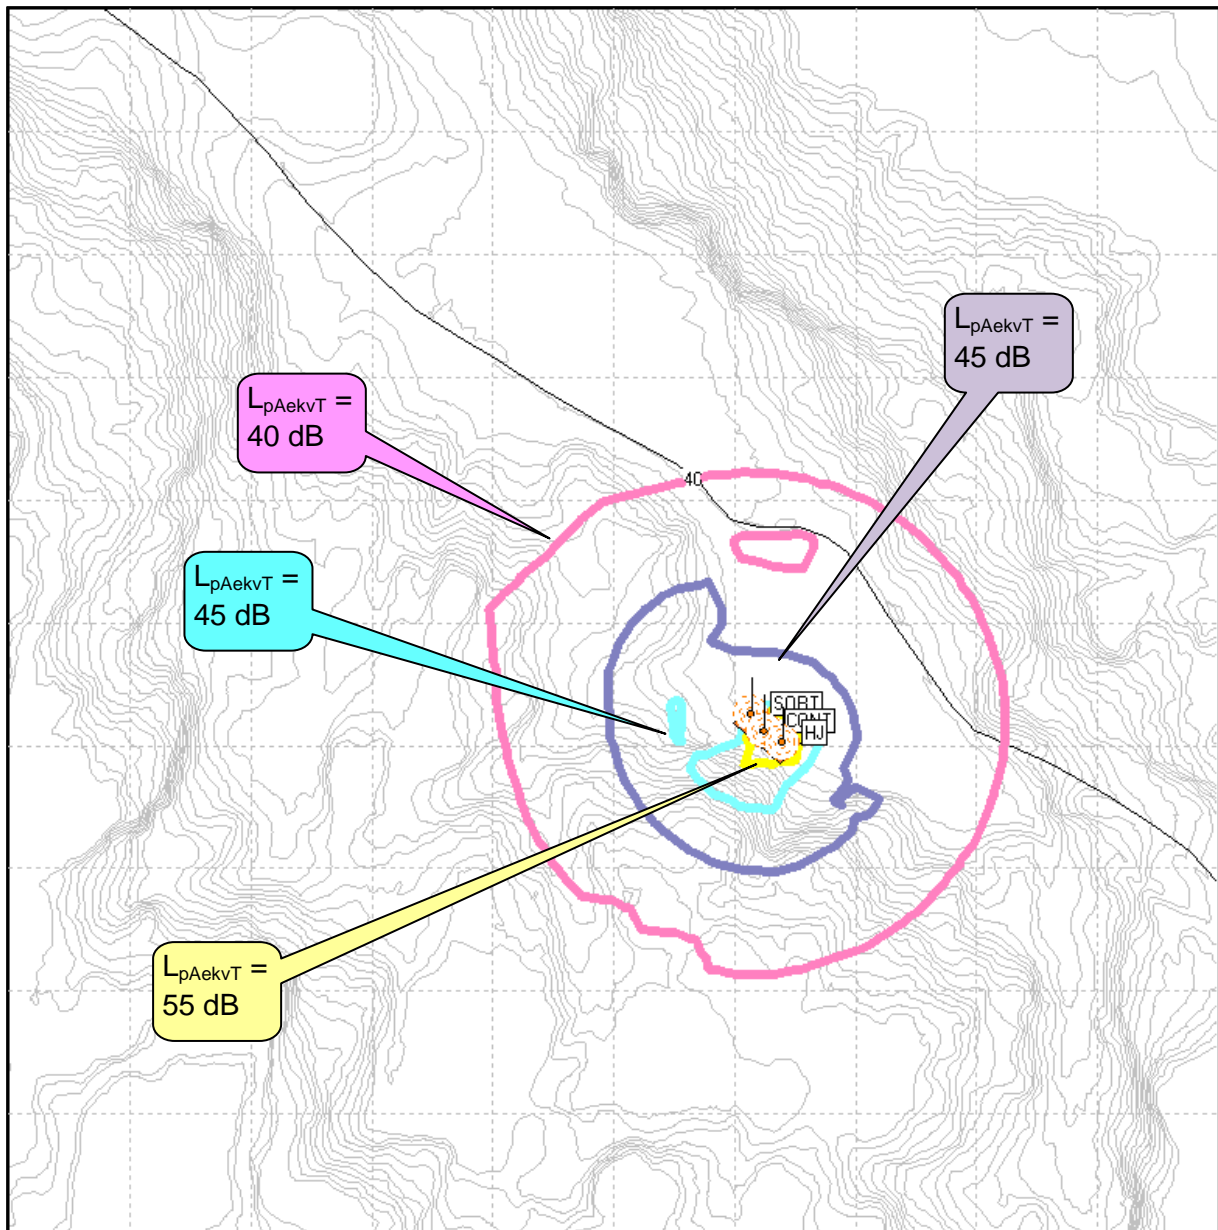 LpAekvT =
45 dB
LpAekvT =
40 dB
40
LpAekvT =
45 dB
SORT
CONT
HJ
LpAekvT =
55 dB